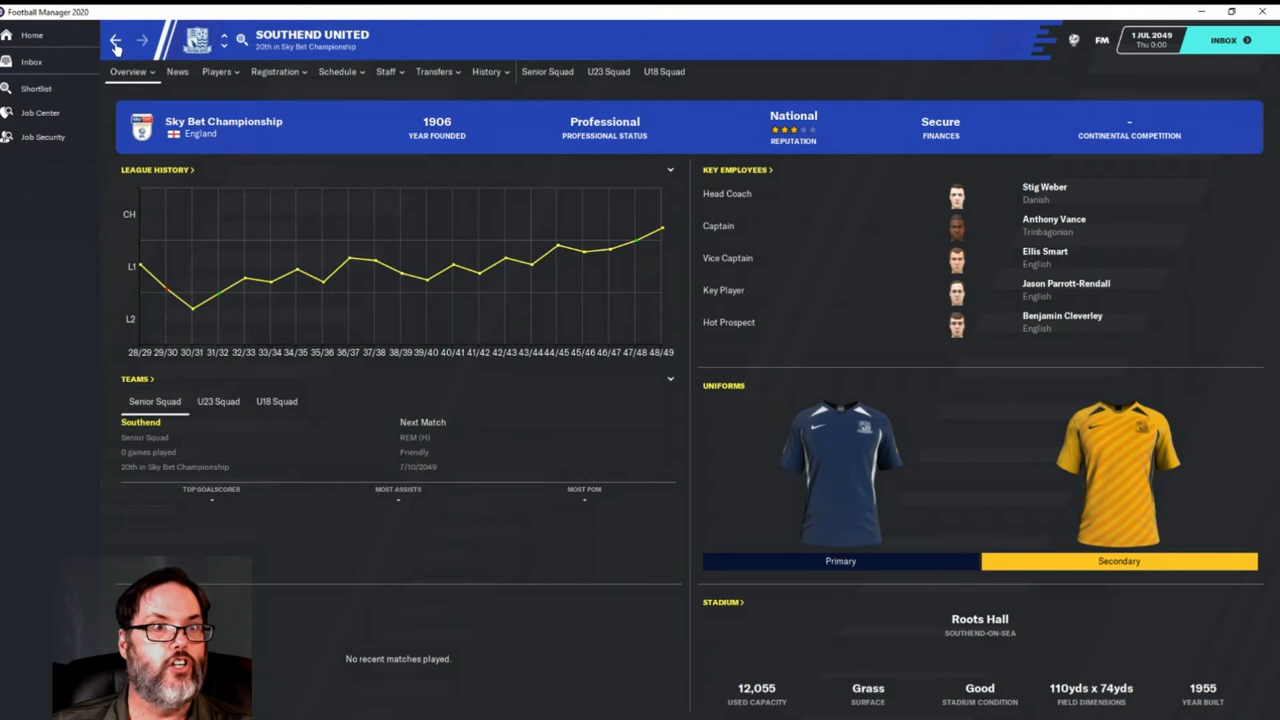 Football Manager 2020
Home
Inbox
Shortlist
Job Center
Job Security
SOUTHEND UNITED
20th in Sky Bet Championship
FM
1 JUL 2049
Thu 0:00
INBOX
Overview
News
Players
Registration
Schedule
Staff
Transfers
History
Senior Squad
U23 Squad
U18 Squad
Sky Bet Championship
England
1906
YEAR FOUNDED
Professional
PROFESSIONAL STATUS
National
REPUTATION
Secure
FINANCES
-
CONTINENTAL COMPETITION
LEAGUE HISTORY >
CH
L1
L2
28/29 29/30 30/31 31/32 32/33 33/34 34/35 35/36 36/37 37/38 38/39 39/40 40/41 41/42 42/43 43/44 44/45 45/46 46/47 47/48 48/49
TEAMS >
Senior Squad U23 Squad U18 Squad
Southend
Senior Squad
0 games played
20th in Sky Bet Championship
Next Match
REM (H)
Friendly
7/10/2049
TOP GOALSCORER
-
MOST ASSISTS
-
MOST POM
-
No recent matches played.
KEY EMPLOYEES >
Head Coach
Stig Weber
Danish
Captain
Anthony Vance
Trinbagonian
Vice Captain
Ellis Smart
English
Key Player
Jason Parrott-Rendall
English
Hot Prospect
Benjamin Cleverley
English
UNIFORMS
Primary
Secondary
STADIUM >
Roots Hall
SOUTHEND-ON-SEA
12,055
USED CAPACITY
Grass
SURFACE
Good
STADIUM CONDITION
110yds x 74yds
FIELD DIMENSIONS
1955
YEAR BUILT